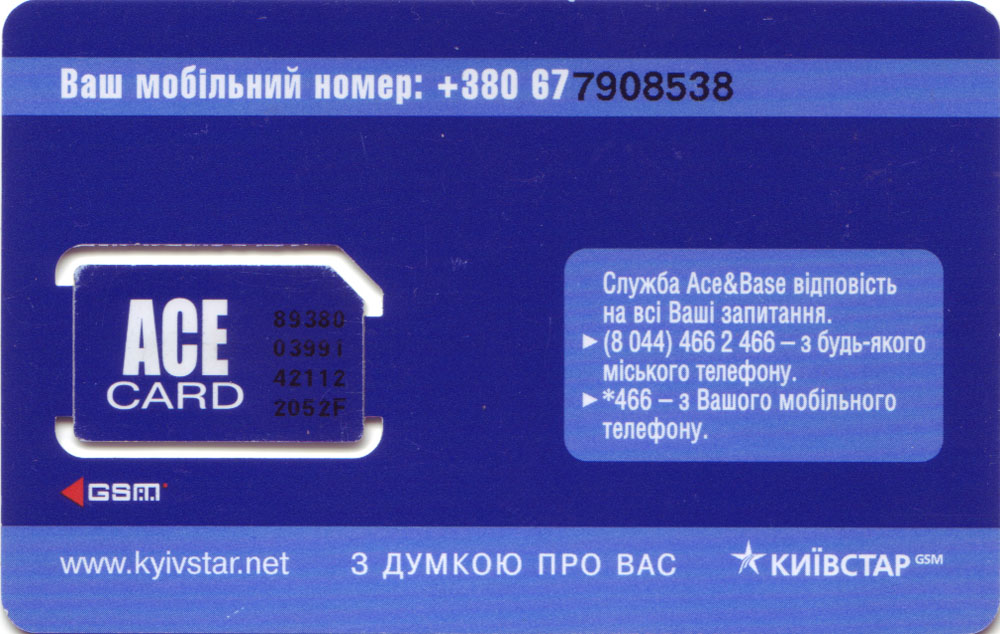 Ваш мобільний номер: +380 67 7908538
ACE
CARD
89380
03991
42112
2052F
Служба Ace&Base відповість
на всі Ваші запитання.
►(8 044) 466 2 466 – з будь-якого
міського телефону.
►*466 – з Вашого мобільного
телефону.
GSM
www.kyivstar.net З ДУМКОЮ ПРО ВАС КИЇВСТАР GSM